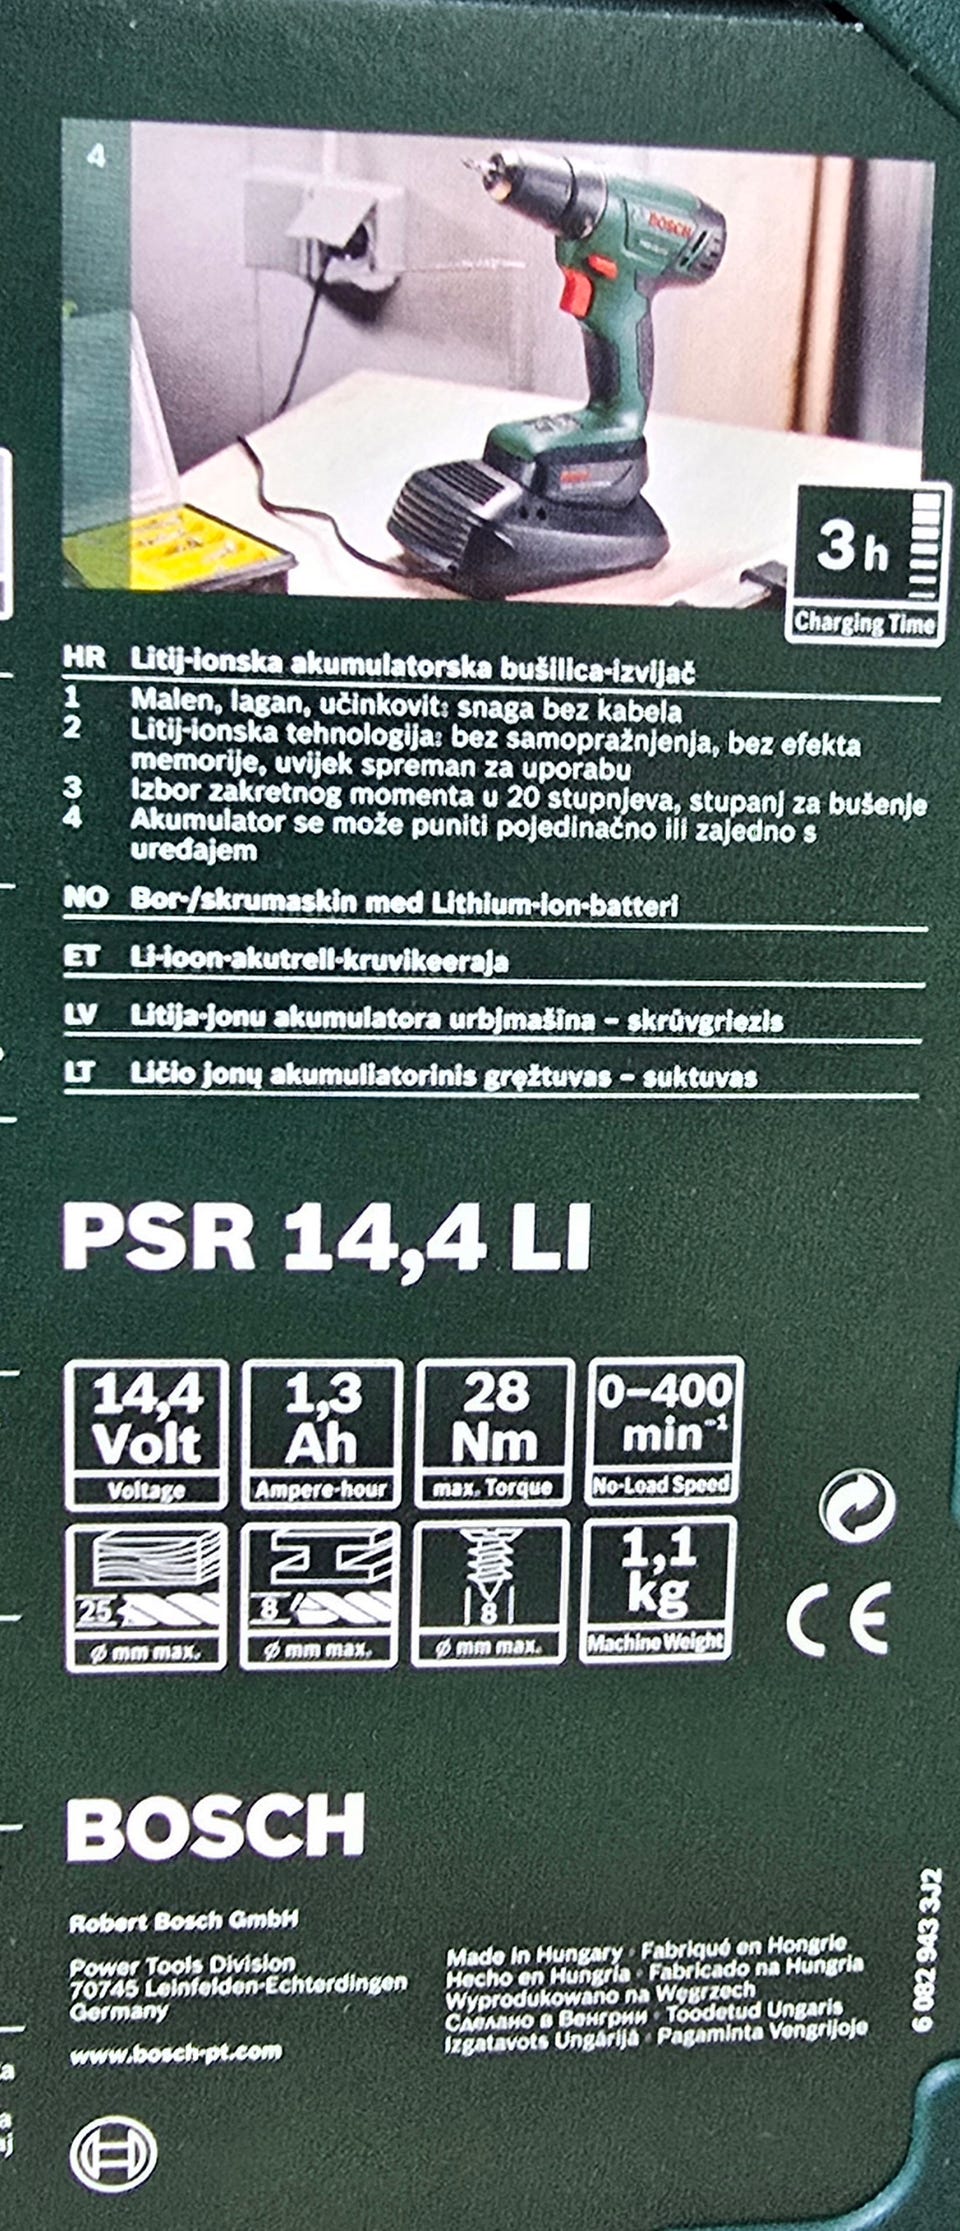 4
BOSCH
3 h
Charging Time
HR Litij-ionska akumulatorska bušilica-izvijač
1 Malen, lagan, učinkovit: snaga bez kabela
2 Litij-ionska tehnologija: bez samopražnjenja, bez efekta
memorije, uvijek spreman za uporabu
3 Izbor zakretnog momenta u 20 stupnjeva, stupanj za bušenje
4 Akumulator se može puniti pojedinačno ili zajedno s
uređajem
NO Bor-/skrumaskin med Lithium-ion-batteri
ET Li-ioon-akutrell-kruvikeeraja
LV Litija-jonu akumulatora urbjmašīna – skrūvgriezis
LT Ličio jonų akumuliatorinis gręžtuvas – suktuvas
PSR 14,4 LI
14,4 Volt
Voltage
1,3 Ah
Ampere-hour
28 Nm
max. Torque
0–400 min⁻¹
No-Load Speed
25
Ø mm max.
8
Ø mm max.
8
Ø mm max.
1,1 kg
Machine Weight
CE
BOSCH
Robert Bosch GmbH
Power Tools Division
70745 Leinfelden-Echterdingen
Germany
www.bosch-pt.com
Made in Hungary · Fabriqué en Hongrie
Hecho en Hungría · Fabricado na Hungria
Wyprodukowano na Węgrzech
Сделано в Венгрии · Toodetud Ungaris
Izgatavots Ungārijā · Pagaminta Vengrijoje
6 082 943 3J2